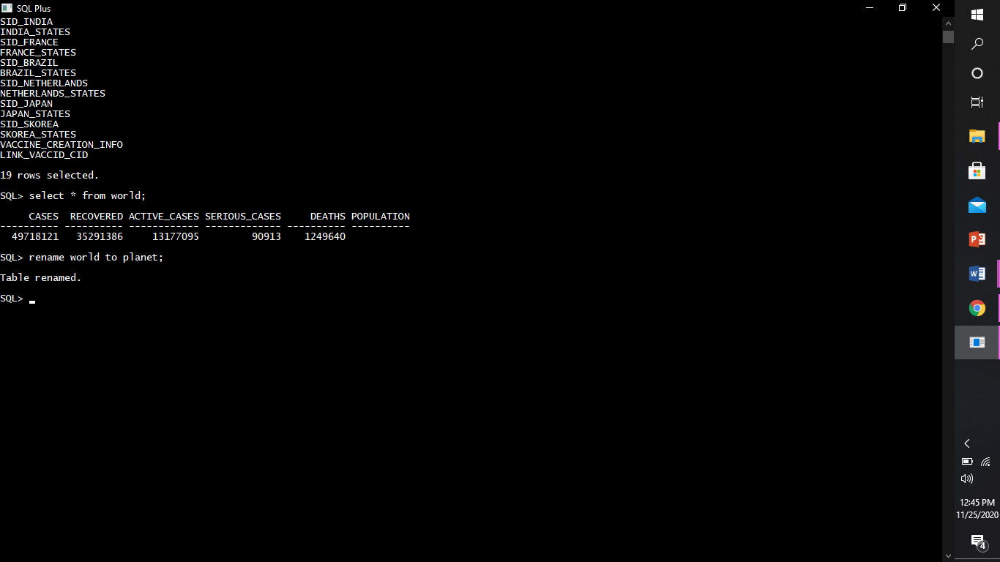 SQL Plus
SID_INDIA
INDIA_STATES
SID_FRANCE
FRANCE_STATES
SID_BRAZIL
BRAZIL_STATES
SID_NETHERLANDS
NETHERLANDS_STATES
SID_JAPAN
JAPAN_STATES
SID_SKOREA
SKOREA_STATES
VACCINE_CREATION_INFO
LINK_VACCID_CID
19 rows selected.
SQL> select * from world;
CASES RECOVERED ACTIVE_CASES SERIOUS_CASES DEATHS POPULATION
---------- ---------- ------------ ------------- ---------- ----------
49718121 35291386 13177095 90913 1249640
SQL> rename world to planet;
Table renamed.
SQL>
P
W
12:45 PM
11/25/2020
4